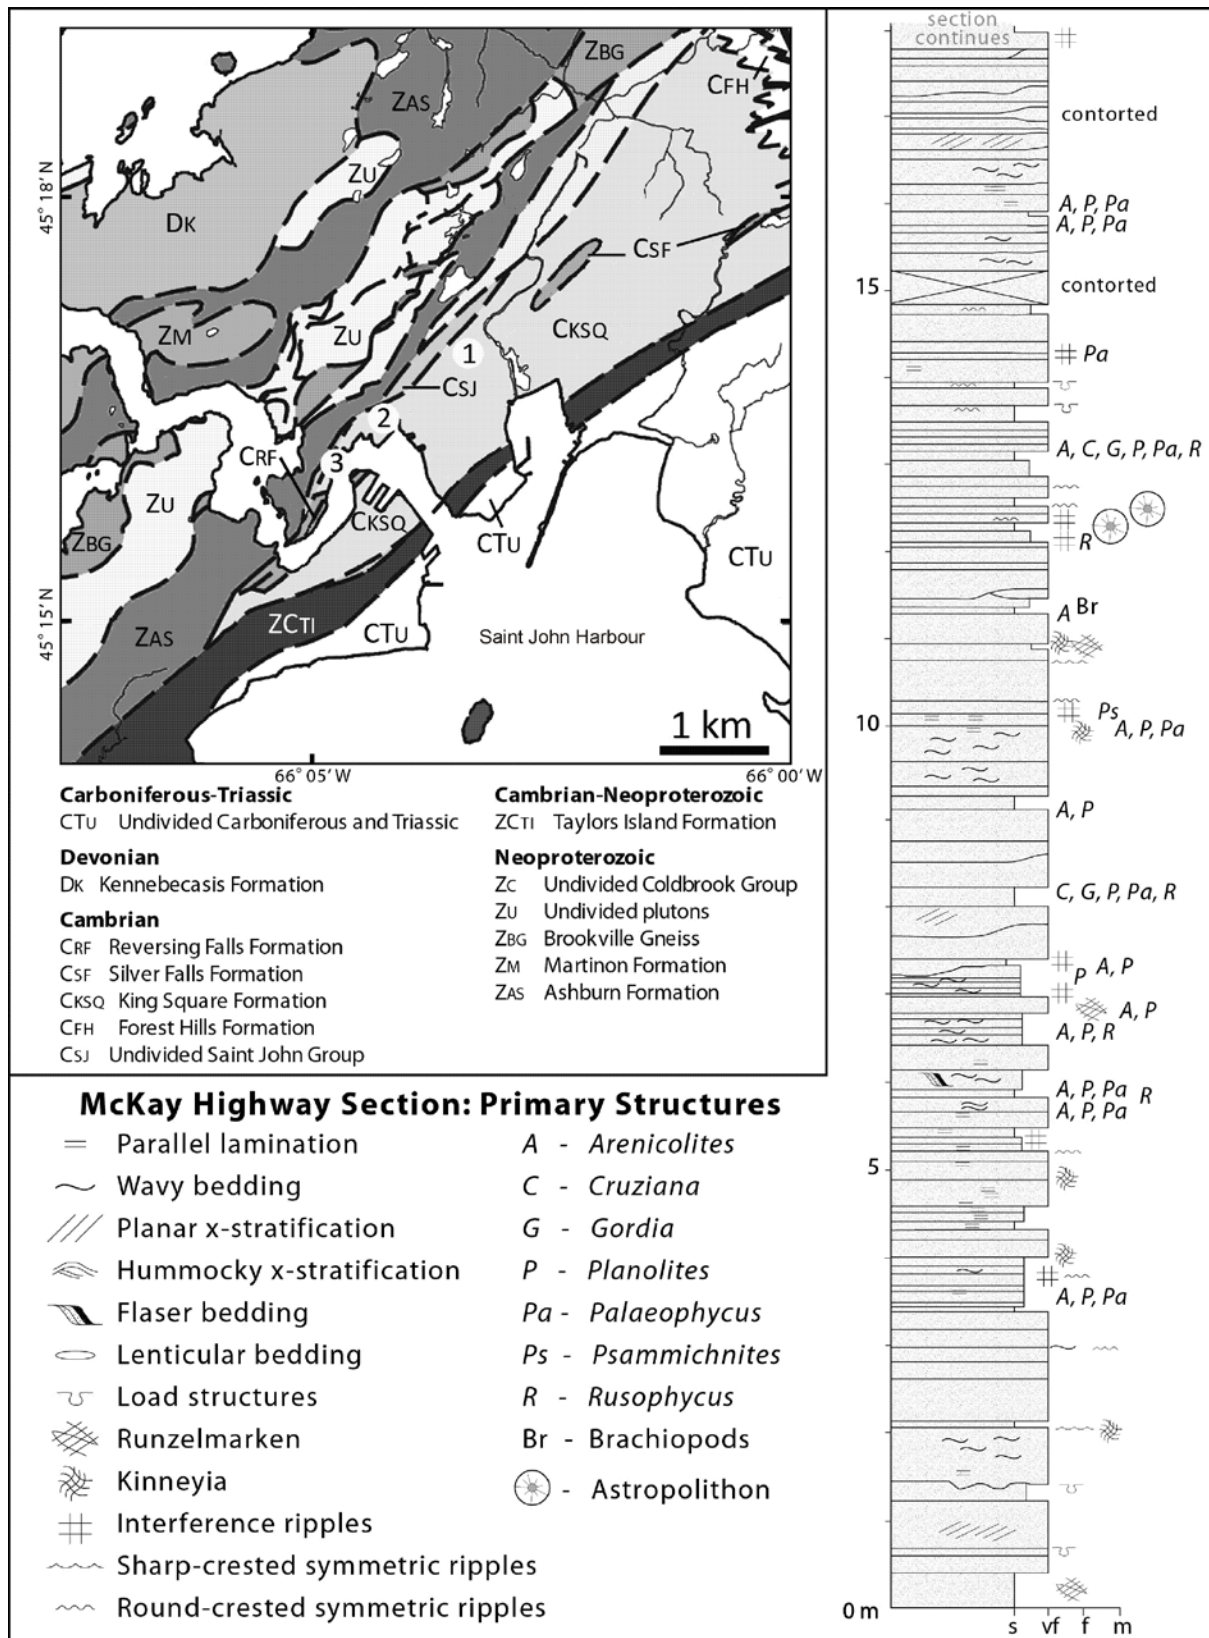 ZBG
CFH
ZAS
ZU
45° 18′ N
DK
CSF
ZM
ZU
CKSQ
1
CSJ
2
CRF
3
ZU
CKSQ
ZBG
CTU
CTU
45° 15′ N
ZAS
ZCTI
CTU
Saint John Harbour
1 km
66° 05′ W
66° 00′ W
Carboniferous-Triassic
CTU Undivided Carboniferous and Triassic
Devonian
DK Kennebecasis Formation
Cambrian
CRF Reversing Falls Formation
CSF Silver Falls Formation
CKSQ King Square Formation
CFH Forest Hills Formation
CSJ Undivided Saint John Group
Cambrian-Neoproterozoic
ZCTI Taylors Island Formation
Neoproterozoic
ZC Undivided Coldbrook Group
ZU Undivided plutons
ZBG Brookville Gneiss
ZM Martinon Formation
ZAS Ashburn Formation
McKay Highway Section: Primary Structures
Parallel lamination
Wavy bedding
Planar x-stratification
Hummocky x-stratification
Flaser bedding
Lenticular bedding
Load structures
Runzelmarken
Kinneyia
Interference ripples
Sharp-crested symmetric ripples
Round-crested symmetric ripples
A - Arenicolites
C - Cruziana
G - Gordia
P - Planolites
Pa - Palaeophycus
Ps - Psammichnites
R - Rusophycus
Br - Brachiopods
- Astropolithon
section
continues
contorted
A, P, Pa
A, P, Pa
15
contorted
Pa
A, C, G, P, Pa, R
R
A Br
Ps
10
A, P, Pa
A, P
C, G, P, Pa, R
A, P
P
A, P
A, P, R
A, P, Pa R
A, P, Pa
5
A, P, Pa
0 m
s vf f m